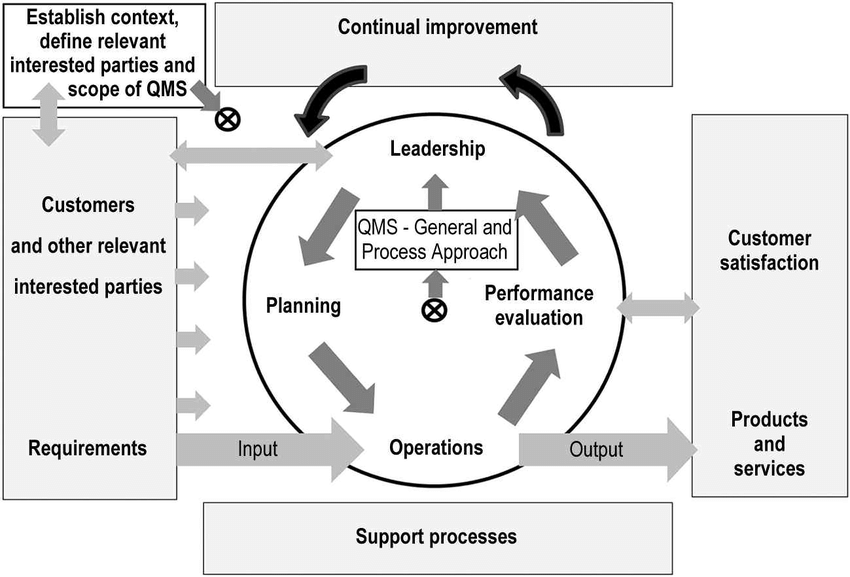 Establish context,
define relevant
interested parties and
scope of QMS
Continual improvement
Leadership
Customers
and other relevant
interested parties
QMS - General and
Process Approach
Customer
satisfaction
Planning
Performance
evaluation
Requirements
Input
Operations
Output
Products
and
services
Support processes